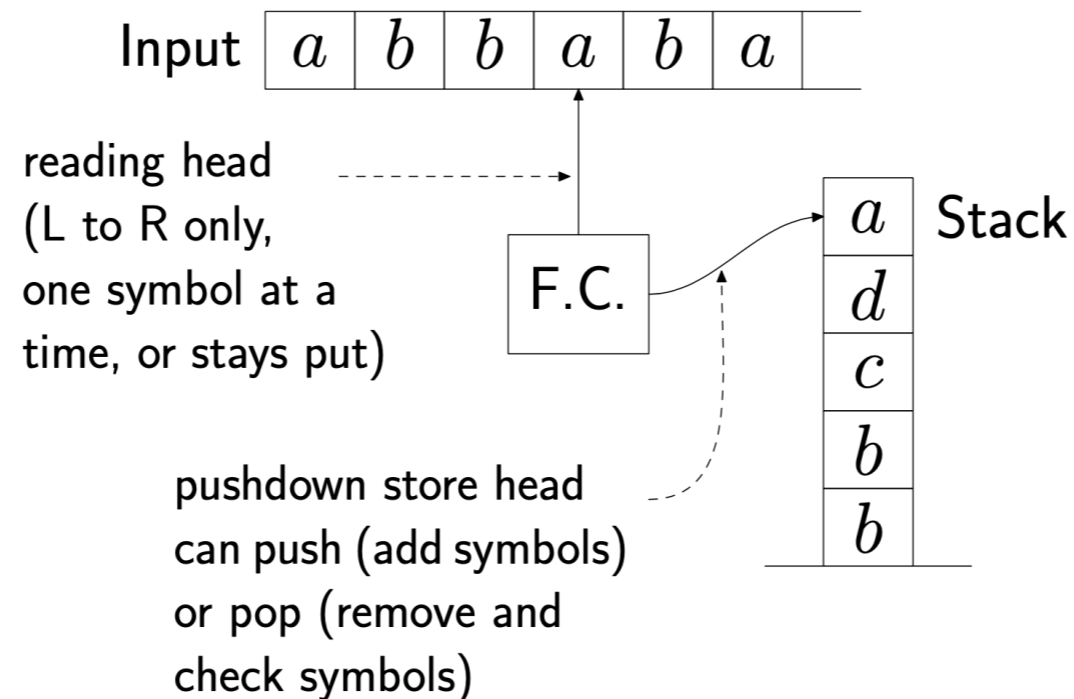 Input a b b a b a
reading head
(L to R only,
one symbol at a
time, or stays put)
F.C.
a Stack
d
c
b
b
pushdown store head
can push (add symbols)
or pop (remove and
check symbols)